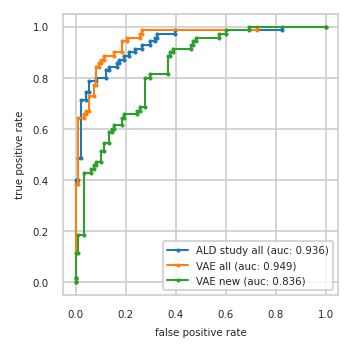 1.0
0.8
0.6
0.4
0.2
0.0
true positive rate
ALD study all (auc: 0.936)
VAE all (auc: 0.949)
VAE new (auc: 0.836)
0.0 0.2 0.4 0.6 0.8 1.0
false positive rate